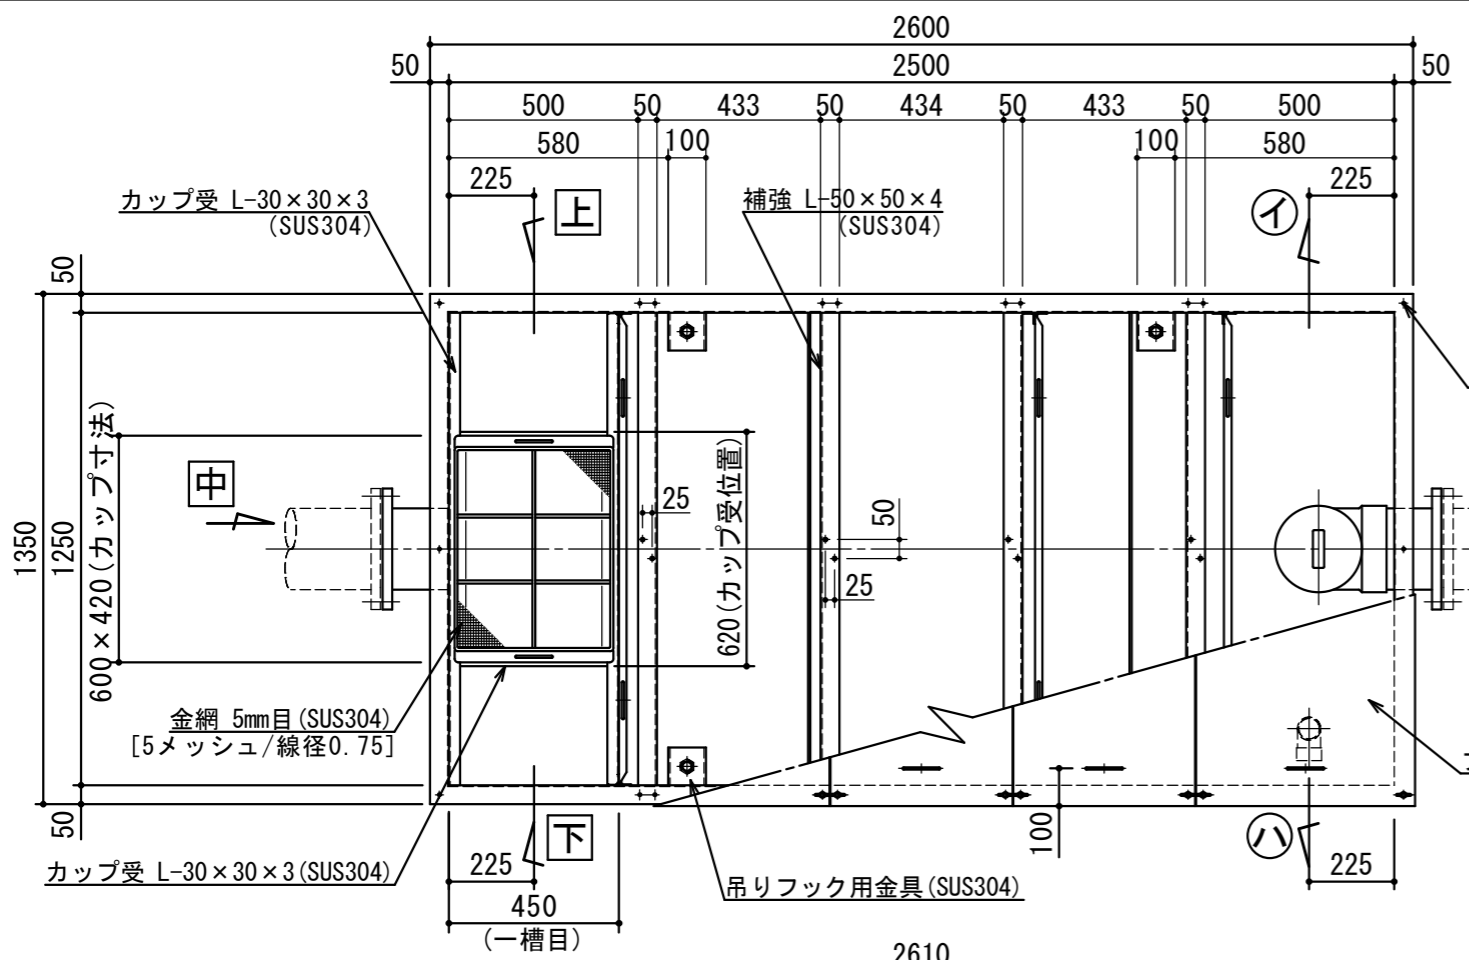 2600
50
2500
50
500
50
433
50
434
50
433
50
500
580
100
100
580
225
上
カップ受 L-30×30×3
(SUS304)
補強 L-50×50×4
(SUS304)
イ
225
50
1350
1250
600×420(カップ寸法)
中
25
620(カップ受位置)
50
25
金網 5mm目(SUS304)
[5メッシュ/線径0.75]
50
カップ受 L-30×30×3(SUS304)
225
下
450
(一槽目)
吊りフック用金具(SUS304)
100
ハ
225
2610